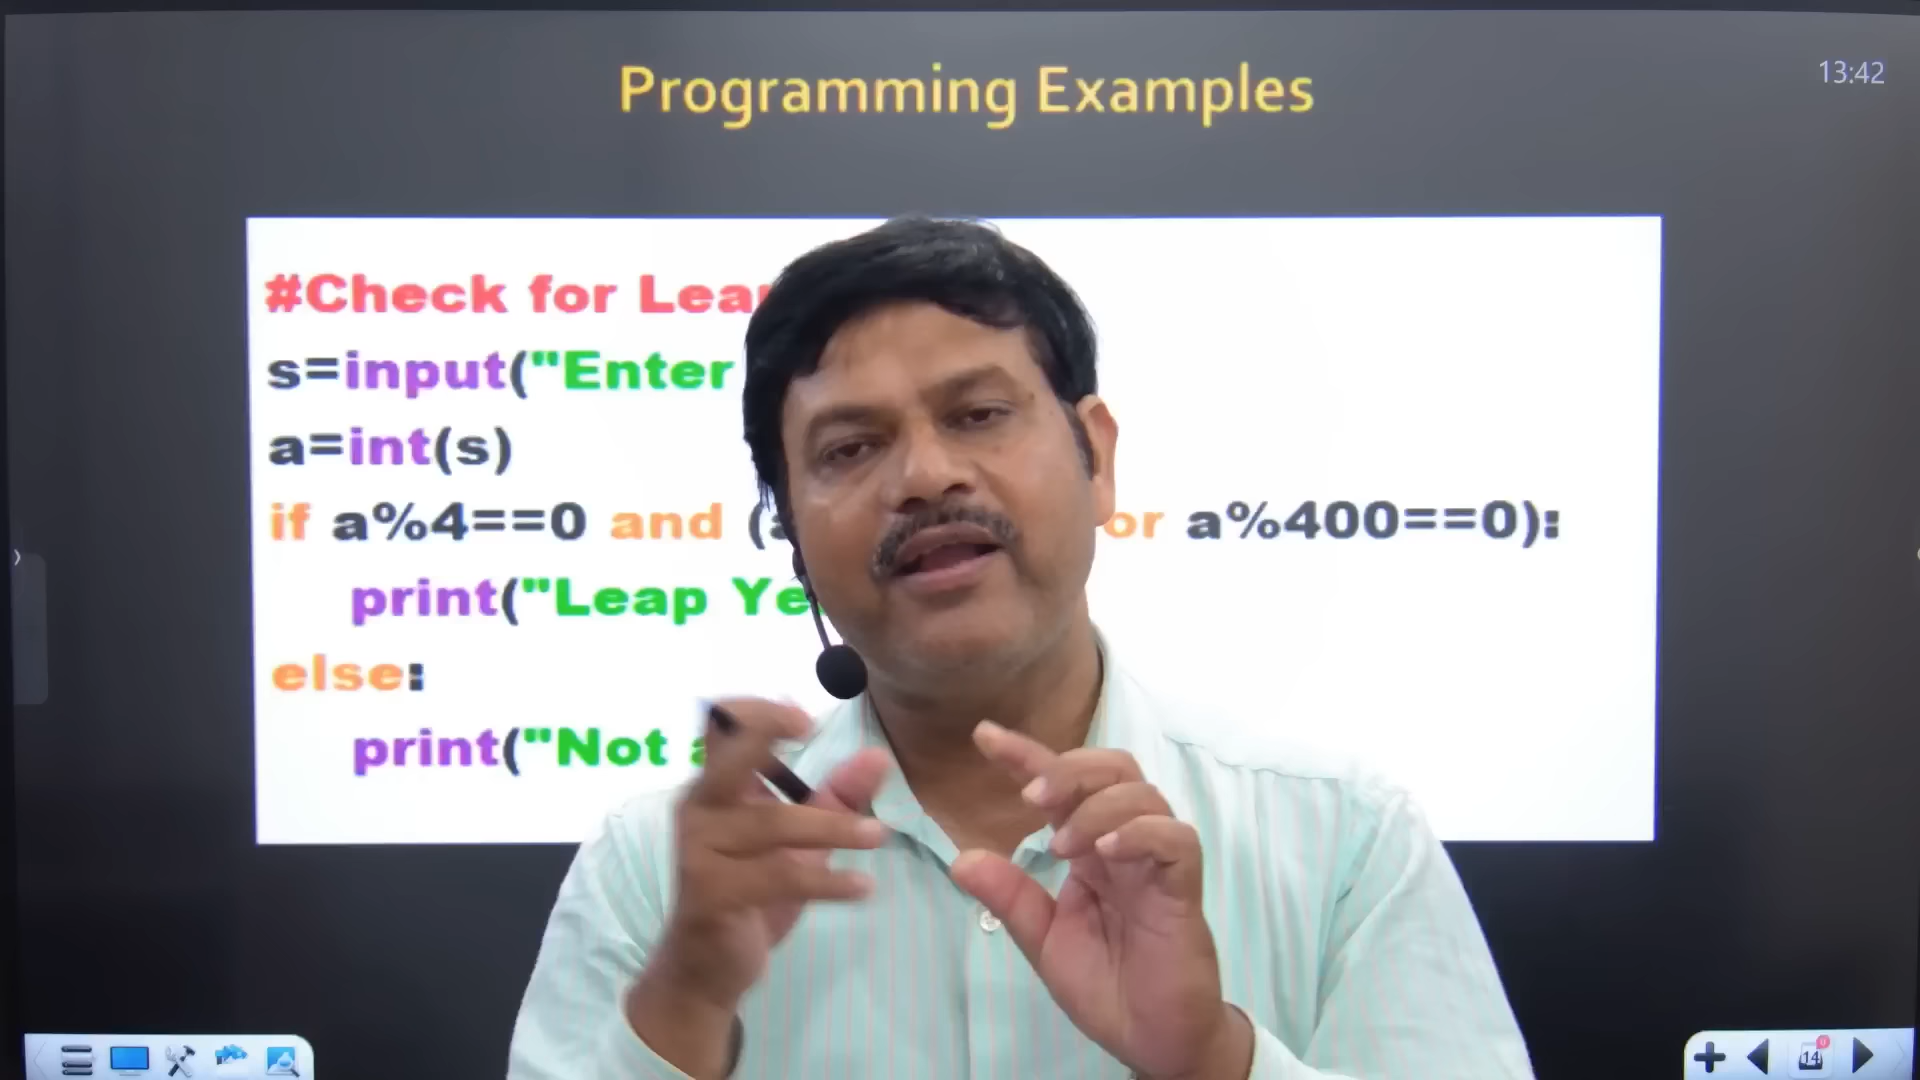 Programming Examples
13:42
#Check for Lea
s=input("Enter
a=int(s)
if a%4==0 and (a or a%400==0):
print("Leap Ye
else:
print("Not a
14